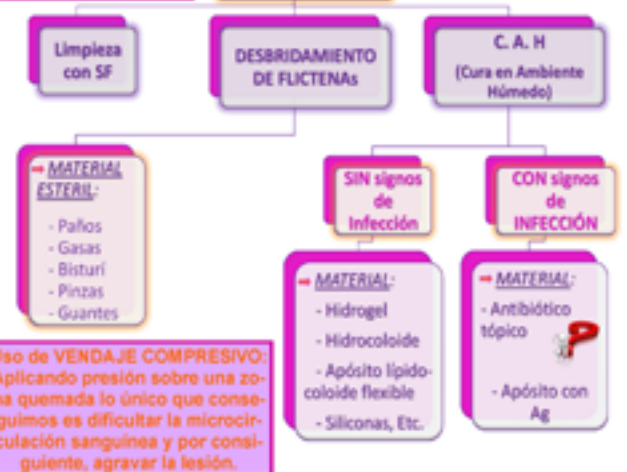 Limpieza
con SF
DESBRIDAMIENTO
DE FLICTENAs
C. A. H
(Cura en Ambiente
Húmedo)
MATERIAL
ESTERIL:
- Paños
- Gasas
- Bisturí
- Pinzas
- Guantes
SIN signos
de
Infección
CON signos
de
INFECCIÓN
MATERIAL:
- Hidrogel
- Hidrocoloide
- Apósito lípido-
coloide flexible
- Siliconas, Etc.
MATERIAL:
- Antibiótico
tópico
P
- Apósito con
Ag
Uso de VENDAJE COMPRESIVO:
Aplicando presión sobre una zo-
na quemada lo único que conse-
guimos es dificultar la microcir-
culación sanguínea y por consi-
guiente, agravar la lesión.